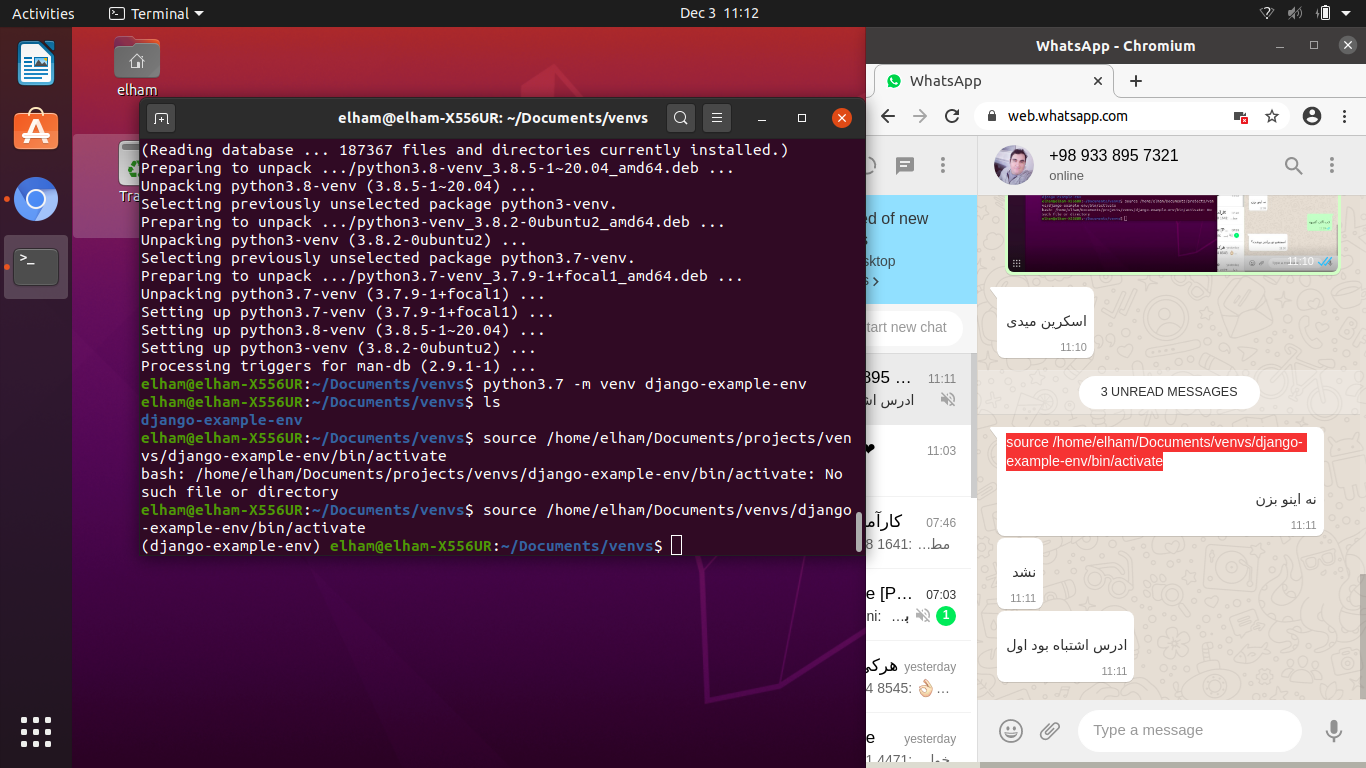 Activities
Terminal
Dec 3 11:12
elham
elham@elham-X556UR: ~/Documents/venvs
(Reading database ... 187367 files and directories currently installed.)
Preparing to unpack .../python3.8-venv_3.8.5-1~20.04_amd64.deb ...
Unpacking python3.8-venv (3.8.5-1~20.04) ...
Selecting previously unselected package python3-venv.
Preparing to unpack .../python3-venv_3.8.2-0ubuntu2_amd64.deb ...
Unpacking python3-venv (3.8.2-0ubuntu2) ...
Selecting previously unselected package python3.7-venv.
Preparing to unpack .../python3.7-venv_3.7.9-1+focal1_amd64.deb ...
Unpacking python3.7-venv (3.7.9-1+focal1) ...
Setting up python3.7-venv (3.7.9-1+focal1) ...
Setting up python3.8-venv (3.8.5-1~20.04) ...
Setting up python3-venv (3.8.2-0ubuntu2) ...
Processing triggers for man-db (2.9.1-1) ...
elham@elham-X556UR:~/Documents/venvs$ python3.7 -m venv django-example-env
elham@elham-X556UR:~/Documents/venvs$ ls
django-example-env
elham@elham-X556UR:~/Documents/venvs$ source /home/elham/Documents/projects/ven
vs/django-example-env/bin/activate
bash: /home/elham/Documents/projects/venvs/django-example-env/bin/activate: No
such file or directory
elham@elham-X556UR:~/Documents/venvs$ source /home/elham/Documents/venvs/django
-example-env/bin/activate
(django-example-env) elham@elham-X556UR:~/Documents/venvs$
WhatsApp - Chromium
WhatsApp
web.whatsapp.com
ed of new
start new chat
895 ...
11:11
ادرس
11:03
07:46
8 1641:
e [P...
07:03
ni:
1
yesterday
4 8545:
yesterday
1 4471:
+98 933 895 7321
online
11:10
اسکرین میدی
11:10
3 UNREAD MESSAGES
source /home/elham/Documents/venvs/django-
example-env/bin/activate
نه اینو بزن
11:11
نشد
11:11
ادرس اشتباه بود اول
11:11
Type a message